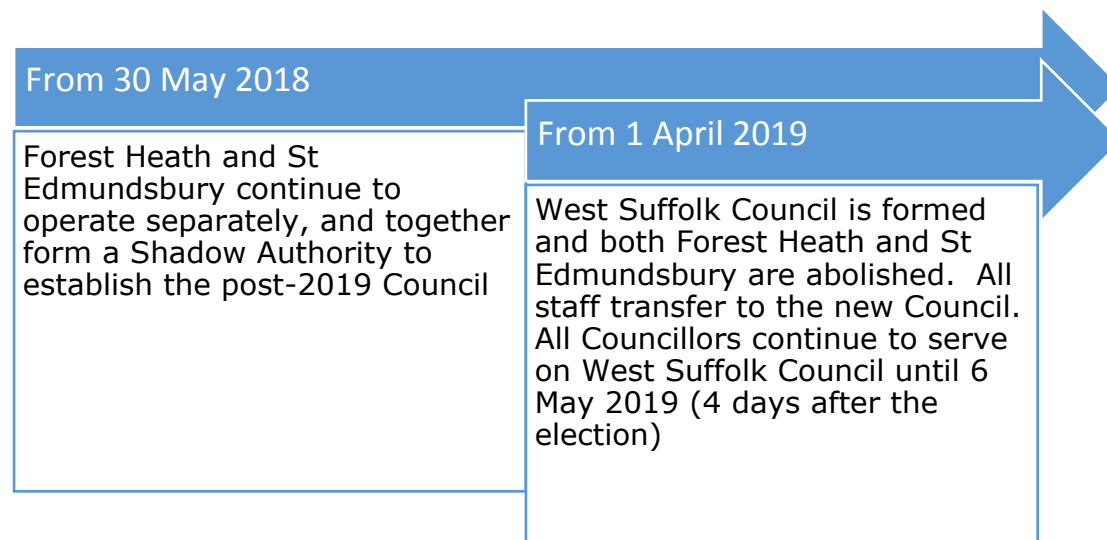 From 30 May 2018
Forest Heath and St
Edmundsbury continue to
operate separately, and together
form a Shadow Authority to
establish the post-2019 Council
From 1 April 2019
West Suffolk Council is formed
and both Forest Heath and St
Edmundsbury are abolished.  All
staff transfer to the new Council.
All Councillors continue to serve
on West Suffolk Council until 6
May 2019 (4 days after the
election)